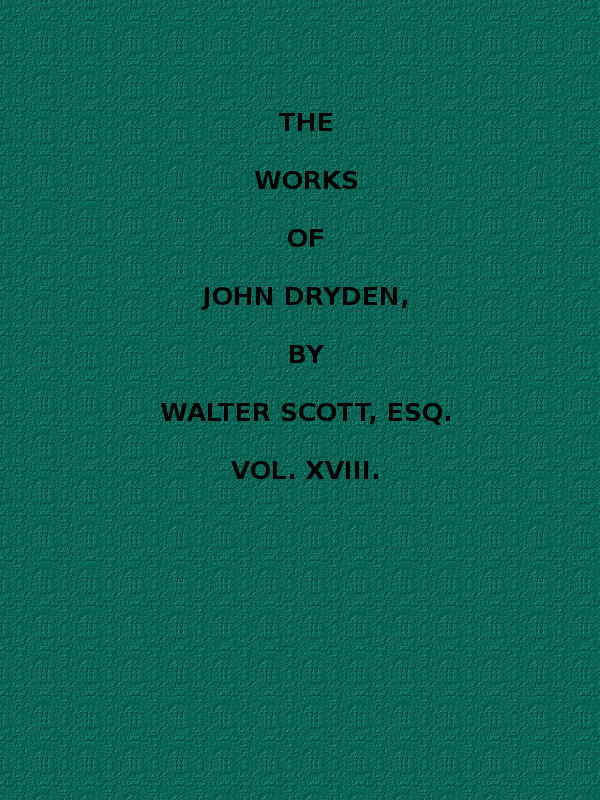 THE
WORKS
OF
JOHN DRYDEN,
BY
WALTER SCOTT, ESQ.
VOL. XVIII.